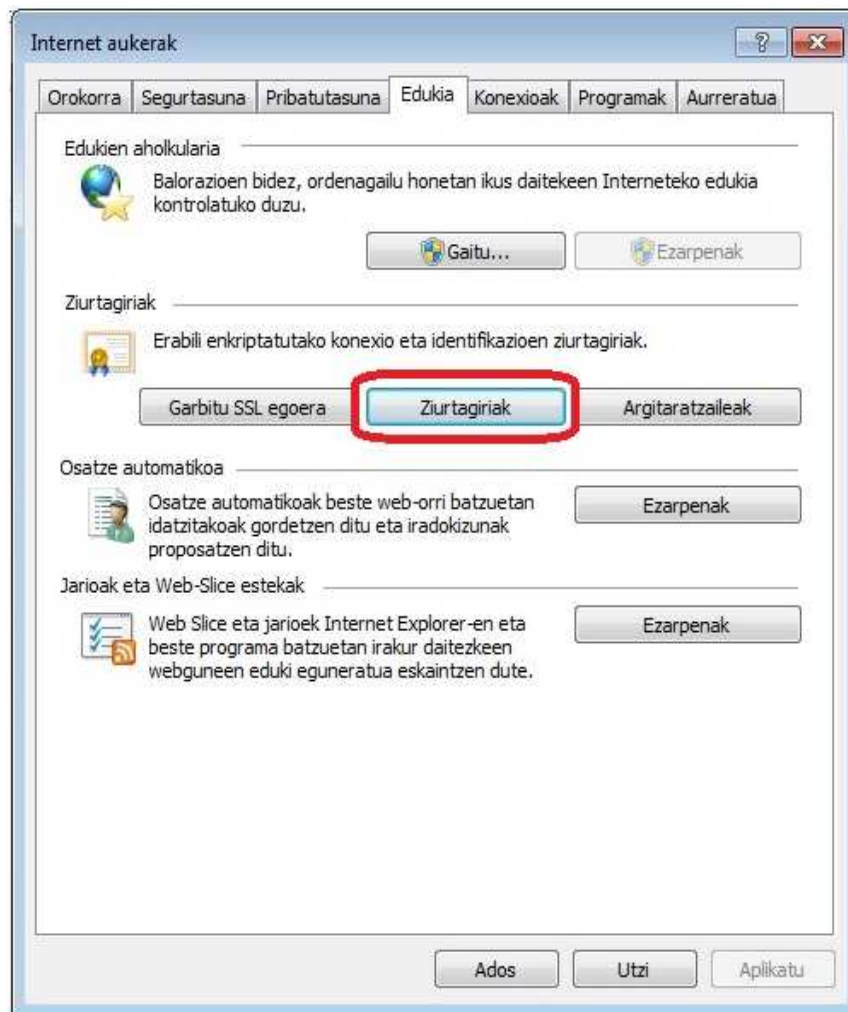 Internet aukerak
Orokorra Segurtasuna Pribatutasuna Edukia Konexioak Programak Aurreratua
Edukien aholkularia
Balorazioen bidez, ordenagailu honetan ikus daitekeen Interneteko edukia
kontrolatuko duzu.
Gaitu... Ezarpenak
Ziurtagiriak
Erabili enkriptatutako konexio eta identifikazioen ziurtagiriak.
Garbitu SSL egoera Ziurtagiriak Argitaratzaileak
Osatze automatikoa
Osatze automatikoak beste web-orri batzuetan
idatzitakoak gordetzen ditu eta iradokizunak
proposatzen ditu.
Ezarpenak
Jarioak eta Web-Slice estekak
Web Slice eta jarioek Internet Explorer-en eta
beste programa batzuetan irakur daitezkeen
webguneen eduki eguneratua eskaintzen dute.
Ezarpenak
Ados Utzi Aplikatu